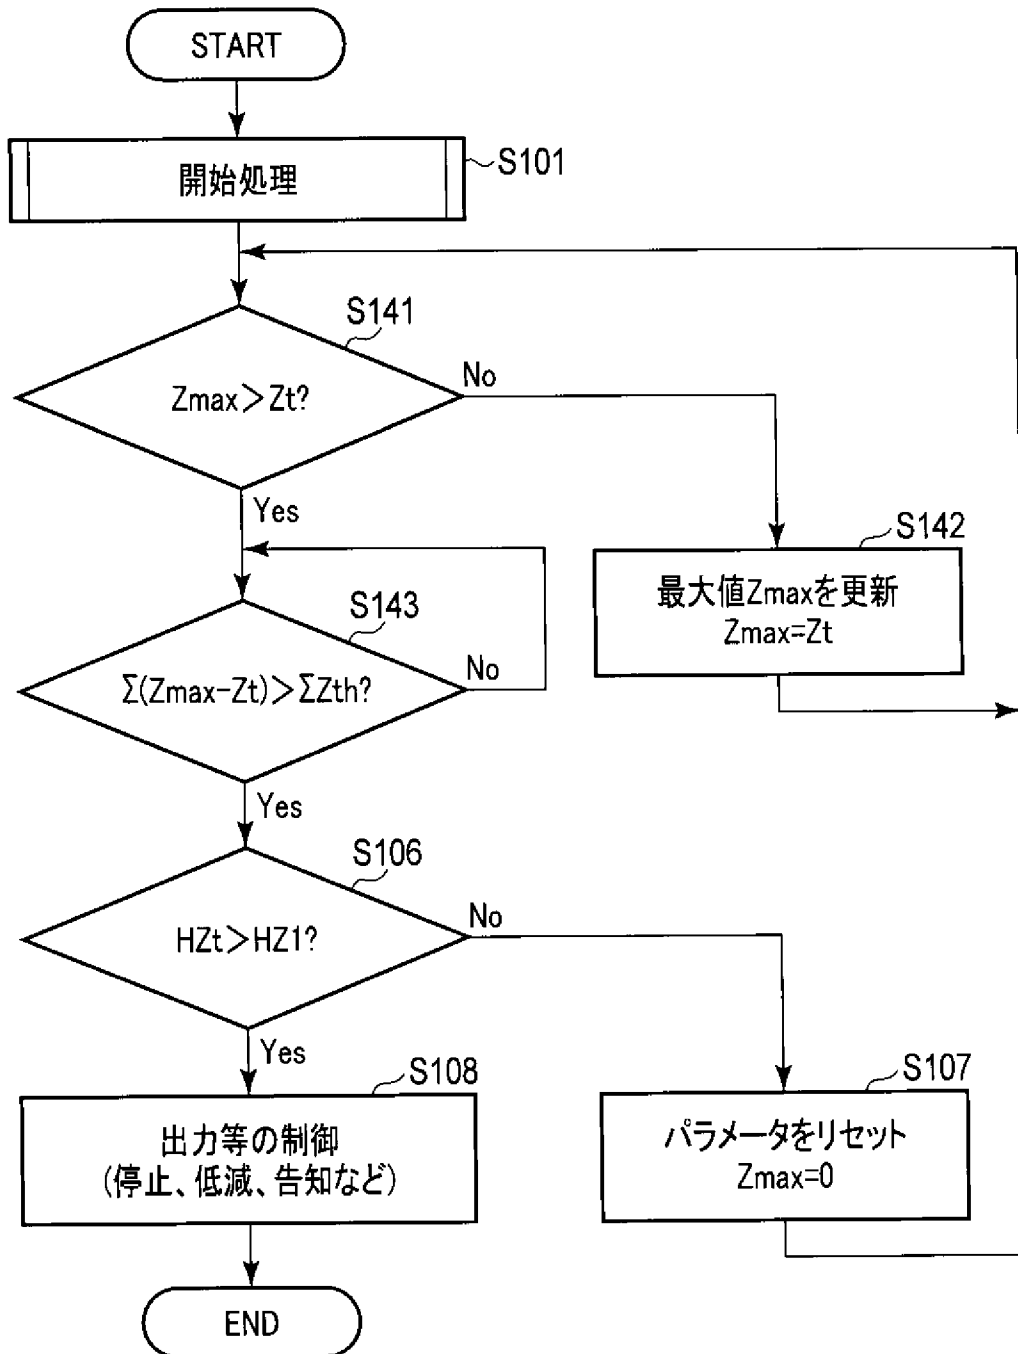 START
開始処理
S101
S141
Zmax＞Zt?
No
Yes
S142
最大値Zmaxを更新
Zmax=Zt
S143
Σ(Zmax-Zt)＞ΣZth?
No
Yes
S106
HZt＞HZ1?
No
Yes
S108
出力等の制御
(停止、低減、告知など)
S107
パラメータをリセット
Zmax=0
END